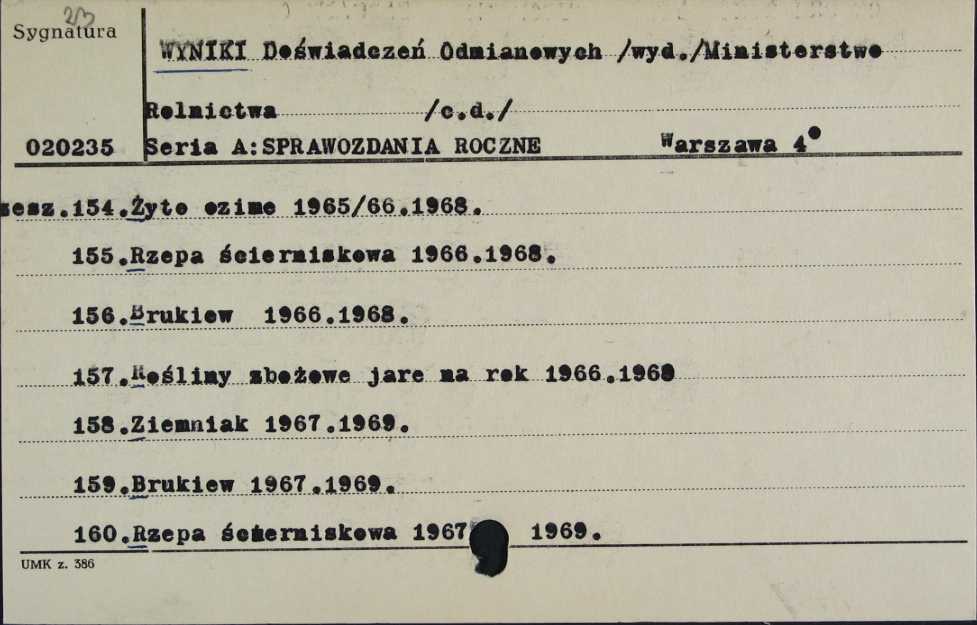 Sygnatura
WYNIKI Doświadczeń Odmianowych /wyd./Ministerstwo
Rolnictwa /c.d./
020235 Seria A:SPRAWOZDANIA ROCZNE Warszawa 4°
zesz.154.Żyto ozime 1965/66.1968.
155.Rzepa ścierniskowa 1966.1968.
156.Brukiew 1966.1968.
157.Rośliny zbożowe jare na rok 1966.1968
158.Ziemniak 1967.1969.
159.Brukiew 1967.1969.
160.Rzepa ścierniskowa 1967 1969.
UMK z. 386